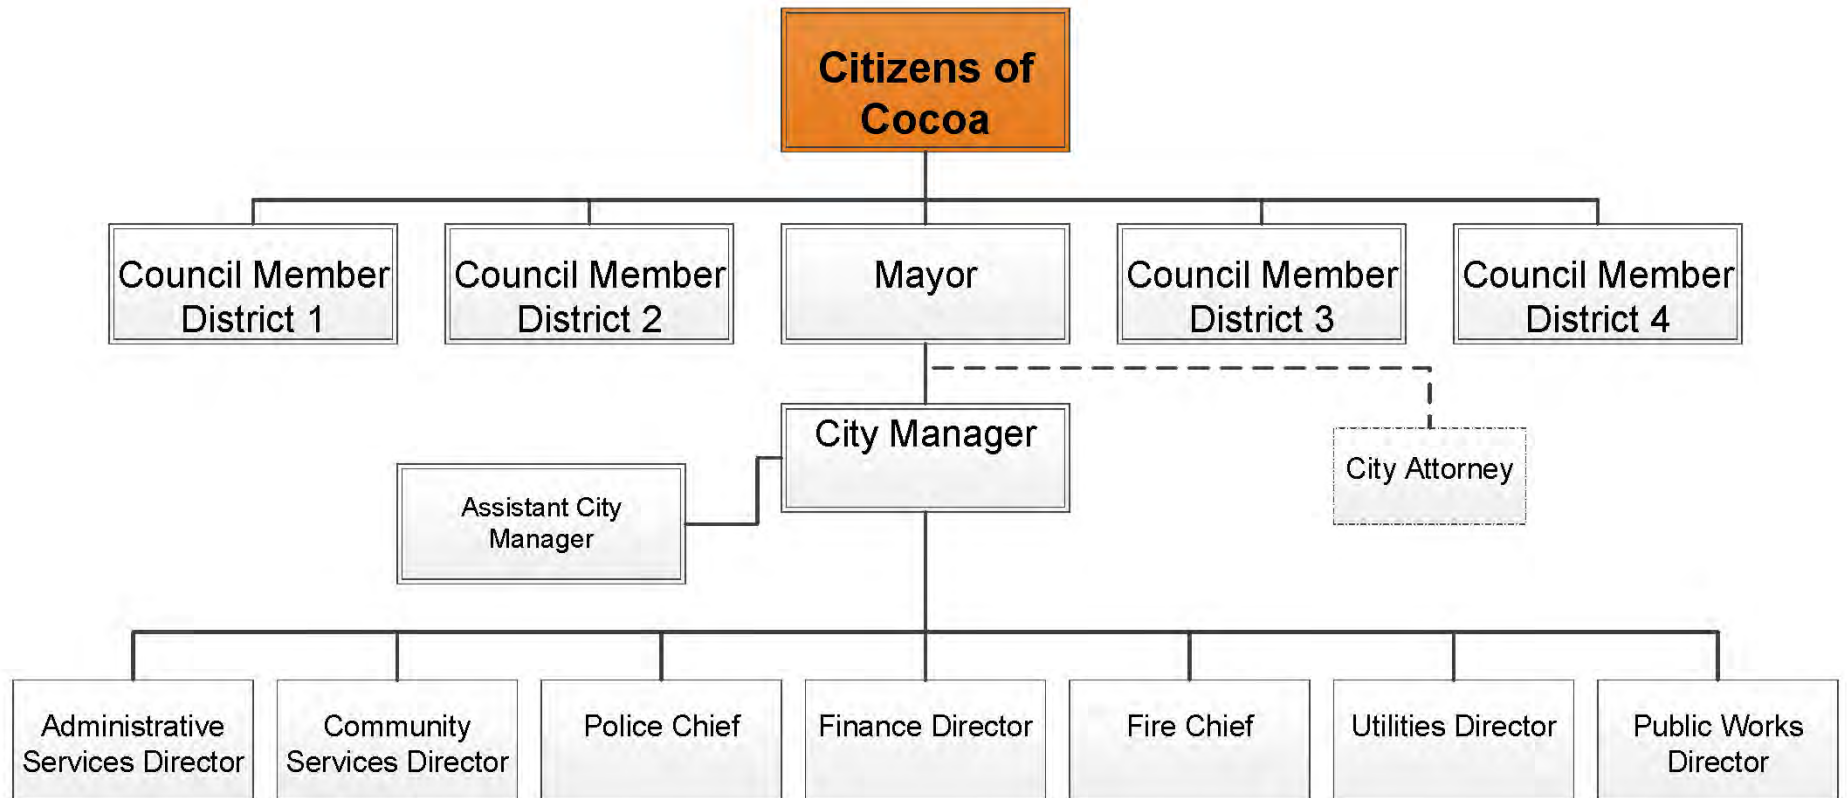 Citizens of
Cocoa
Council Member
District 1
Council Member
District 2
Mayor
Council Member
District 3
Council Member
District 4
City Manager
City Attorney
Assistant City
Manager
Administrative
Services Director
Community
Services Director
Police Chief
Finance Director
Fire Chief
Utilities Director
Public Works
Director